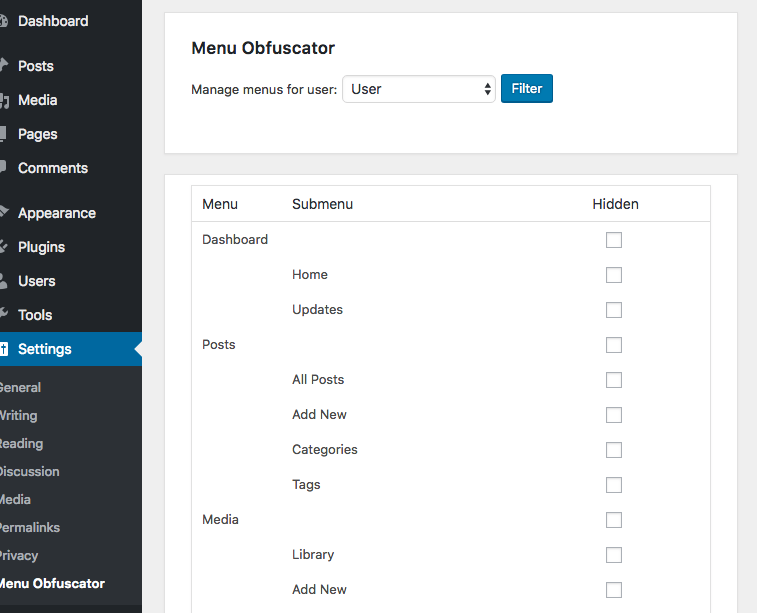 Dashboard
Posts
Media
Pages
Comments
Appearance
Plugins
Users
Tools
Settings
General
Writing
Reading
Discussion
Media
Permalinks
Privacy
Menu Obfuscator
Menu Obfuscator
Manage menus for user: User Filter
Menu Submenu Hidden
Dashboard
Home
Updates
Posts
All Posts
Add New
Categories
Tags
Media
Library
Add New